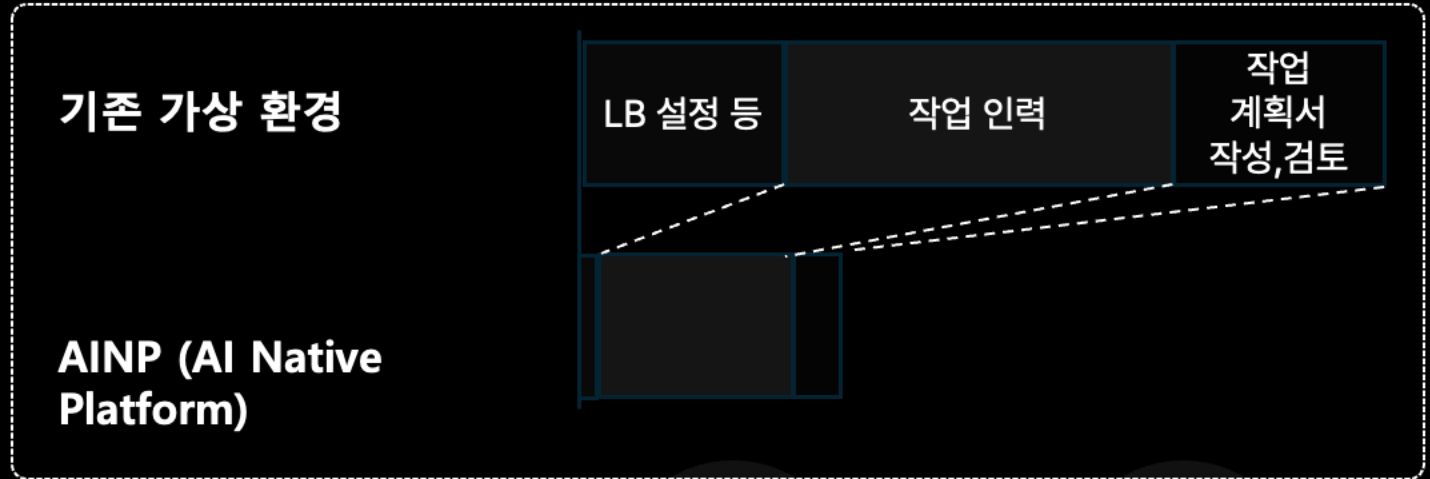 기존 가상 환경
LB 설정 등
작업 인력
작업
계획서
작성,검토
AINP (AI Native
Platform)